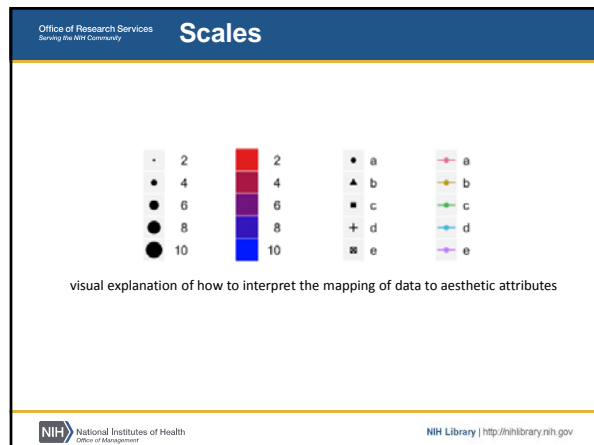 Office of Research Services
Serving the NIH Community
Scales
2 2 a a
4 4 b b
6 6 c c
8 8 d d
10 10 e e
visual explanation of how to interpret the mapping of data to aesthetic attributes
NIH National Institutes of Health
Office of Management
NIH Library | http://nihlibrary.nih.gov